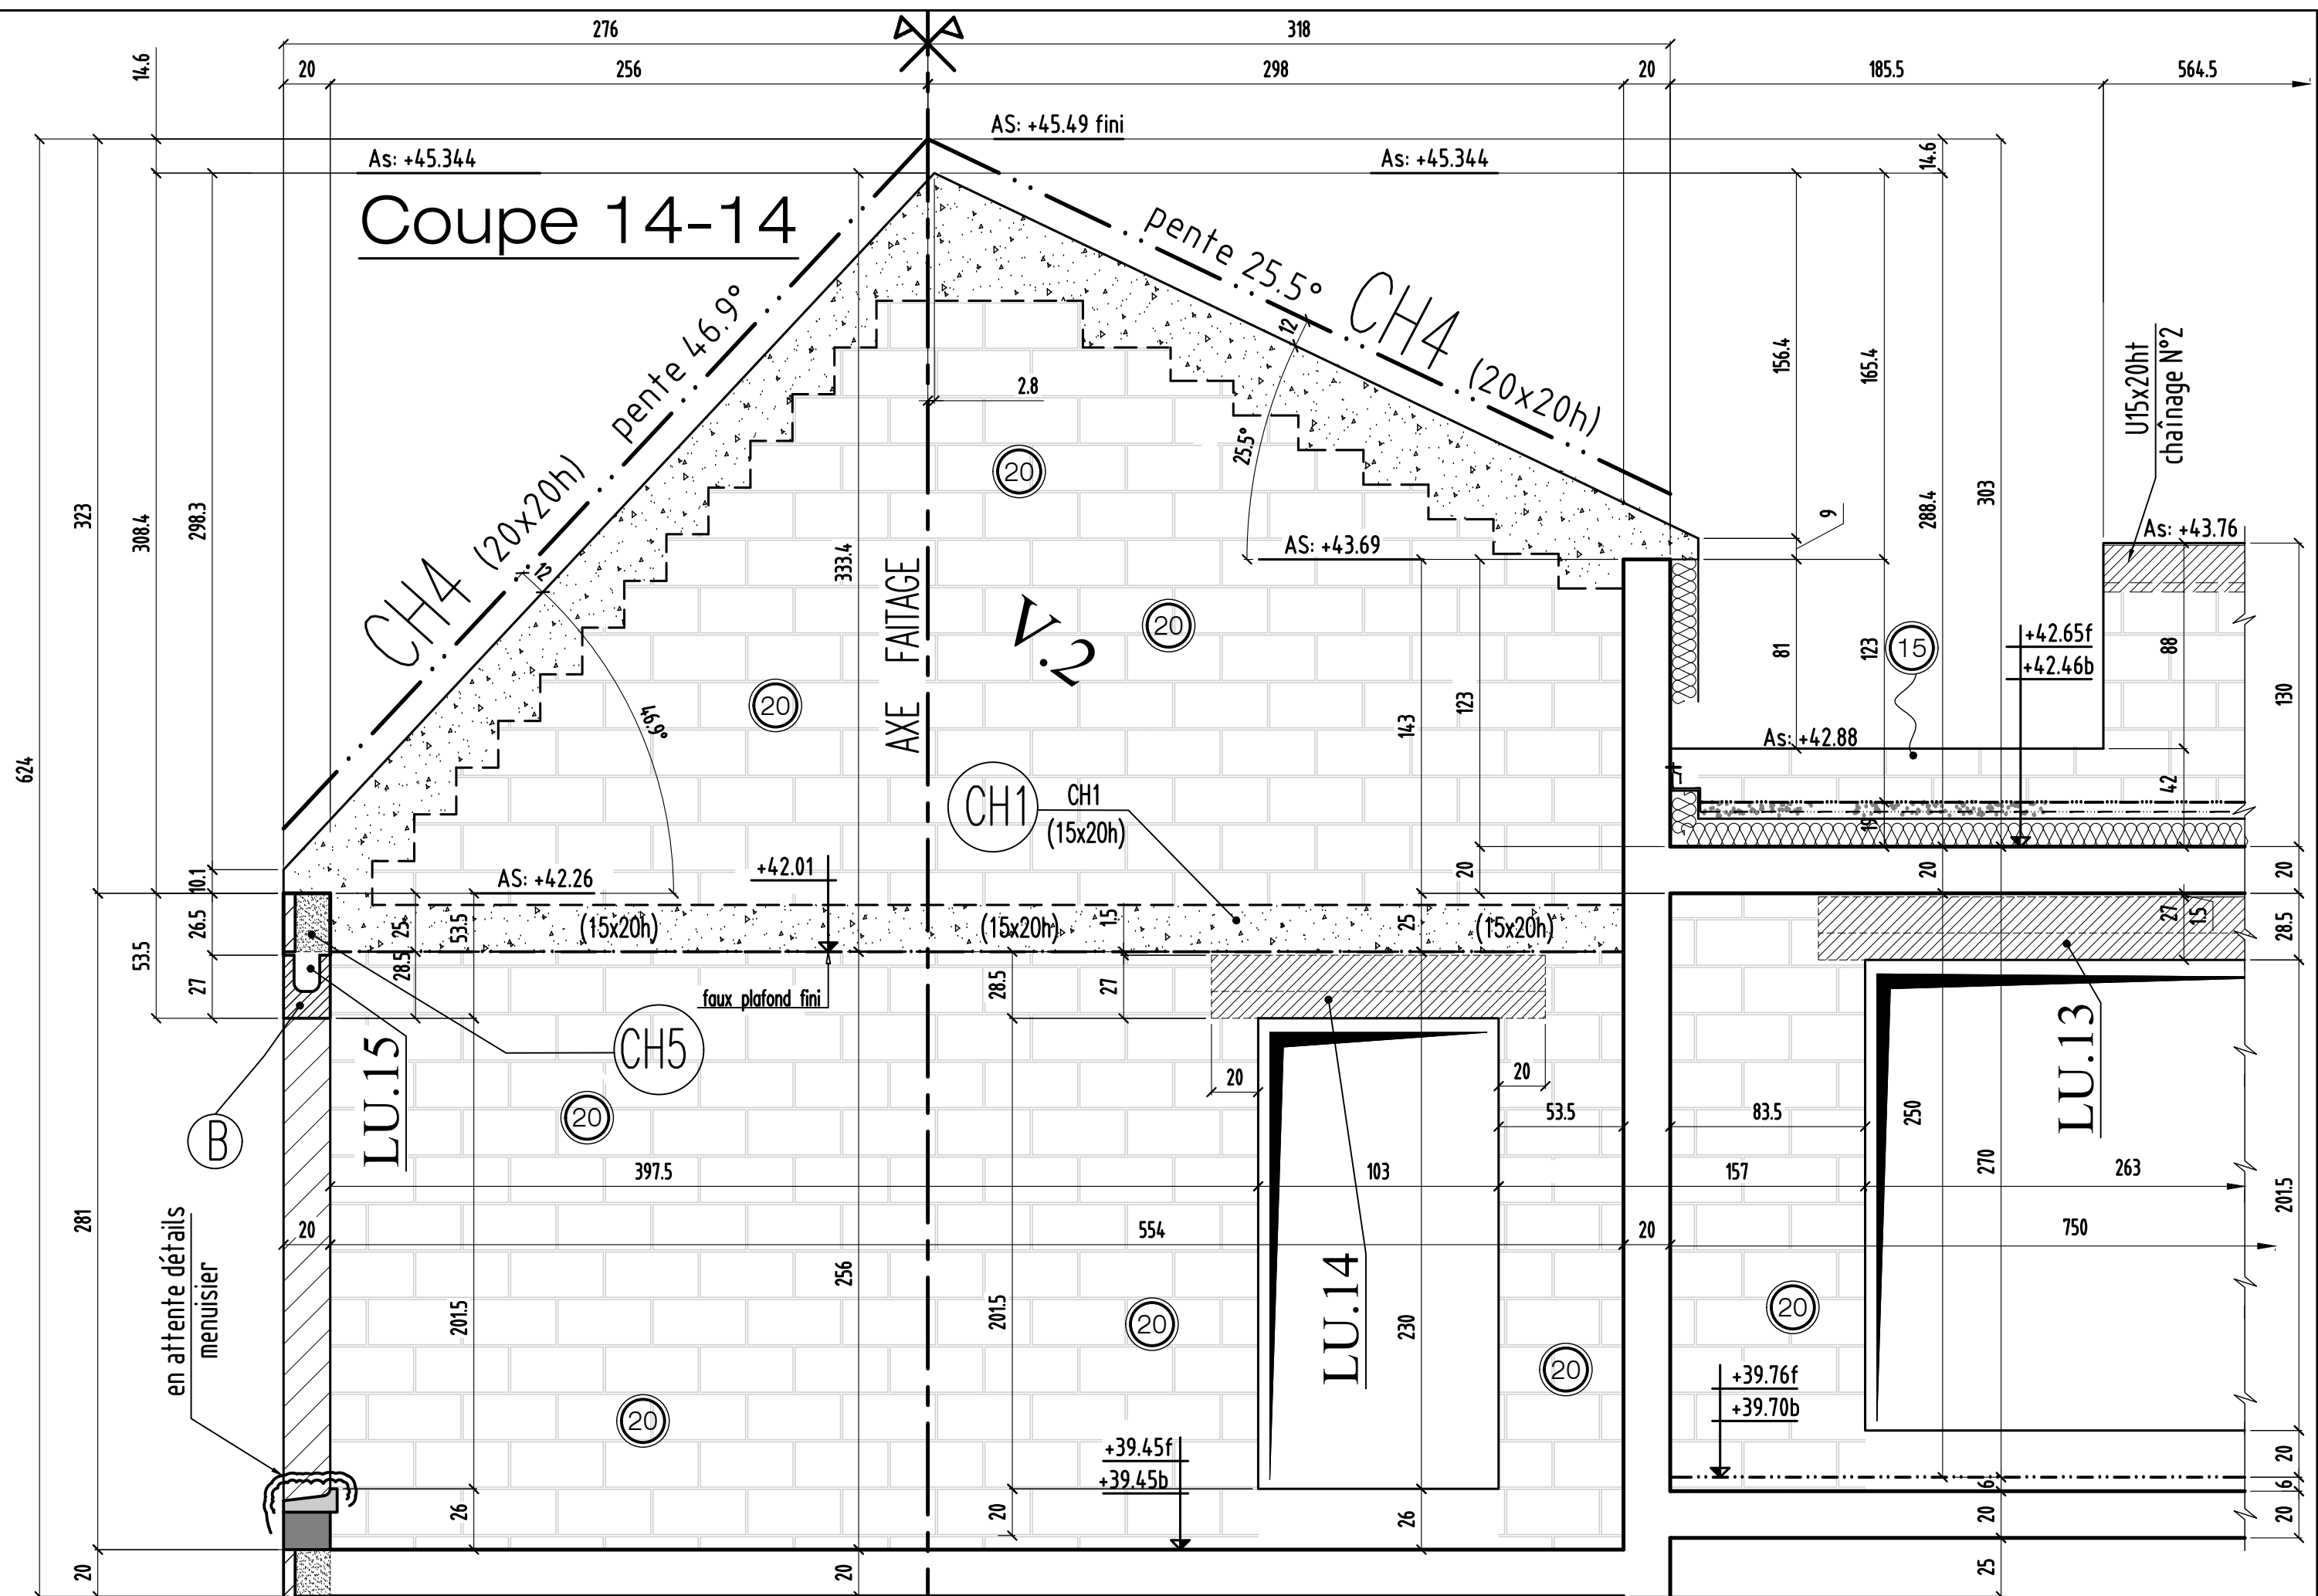 276
318
20
256
298
20
185.5
564.5
14.6
AS: +45.49 fini
As: +45.344
As: +45.344
14.6
Coupe 14-14
pente 46.9°
pente 25.5°
CH4 (20x20h)
CH4 (20x20h)
12
12
2.8
25.5°
46.9°
156.4
165.4
288.4
303
U15x20ht
chaînage N°2
As: +43.76
9
323
308.4
298.3
333.4
20
20
20
AS: +43.69
AXE FAITAGE
V.2
81
123
15
+42.65f
+42.46b
88
130
624
143
123
As: +42.88
42
19
CH1
CH1
(15x20h)
+42.01
AS: +42.26
10.1
20
20
20
26.5
53.5
27
25
53.5
28.5
(15x20h)
(15x20h)
(15x20h)
1.5
25
27
1.5
28.5
faux plafond fini
28.5
27
CH5
LU.15
B
20
20
20
53.5
83.5
250
LU.13
397.5
103
157
270
263
201.5
281
en attente détails
menuisier
20
554
20
750
256
201.5
201.5
20
LU.14
230
20
20
20
+39.76f
+39.70b
+39.45f
+39.45b
26
20
26
20
6
6
20
20
20
20
25